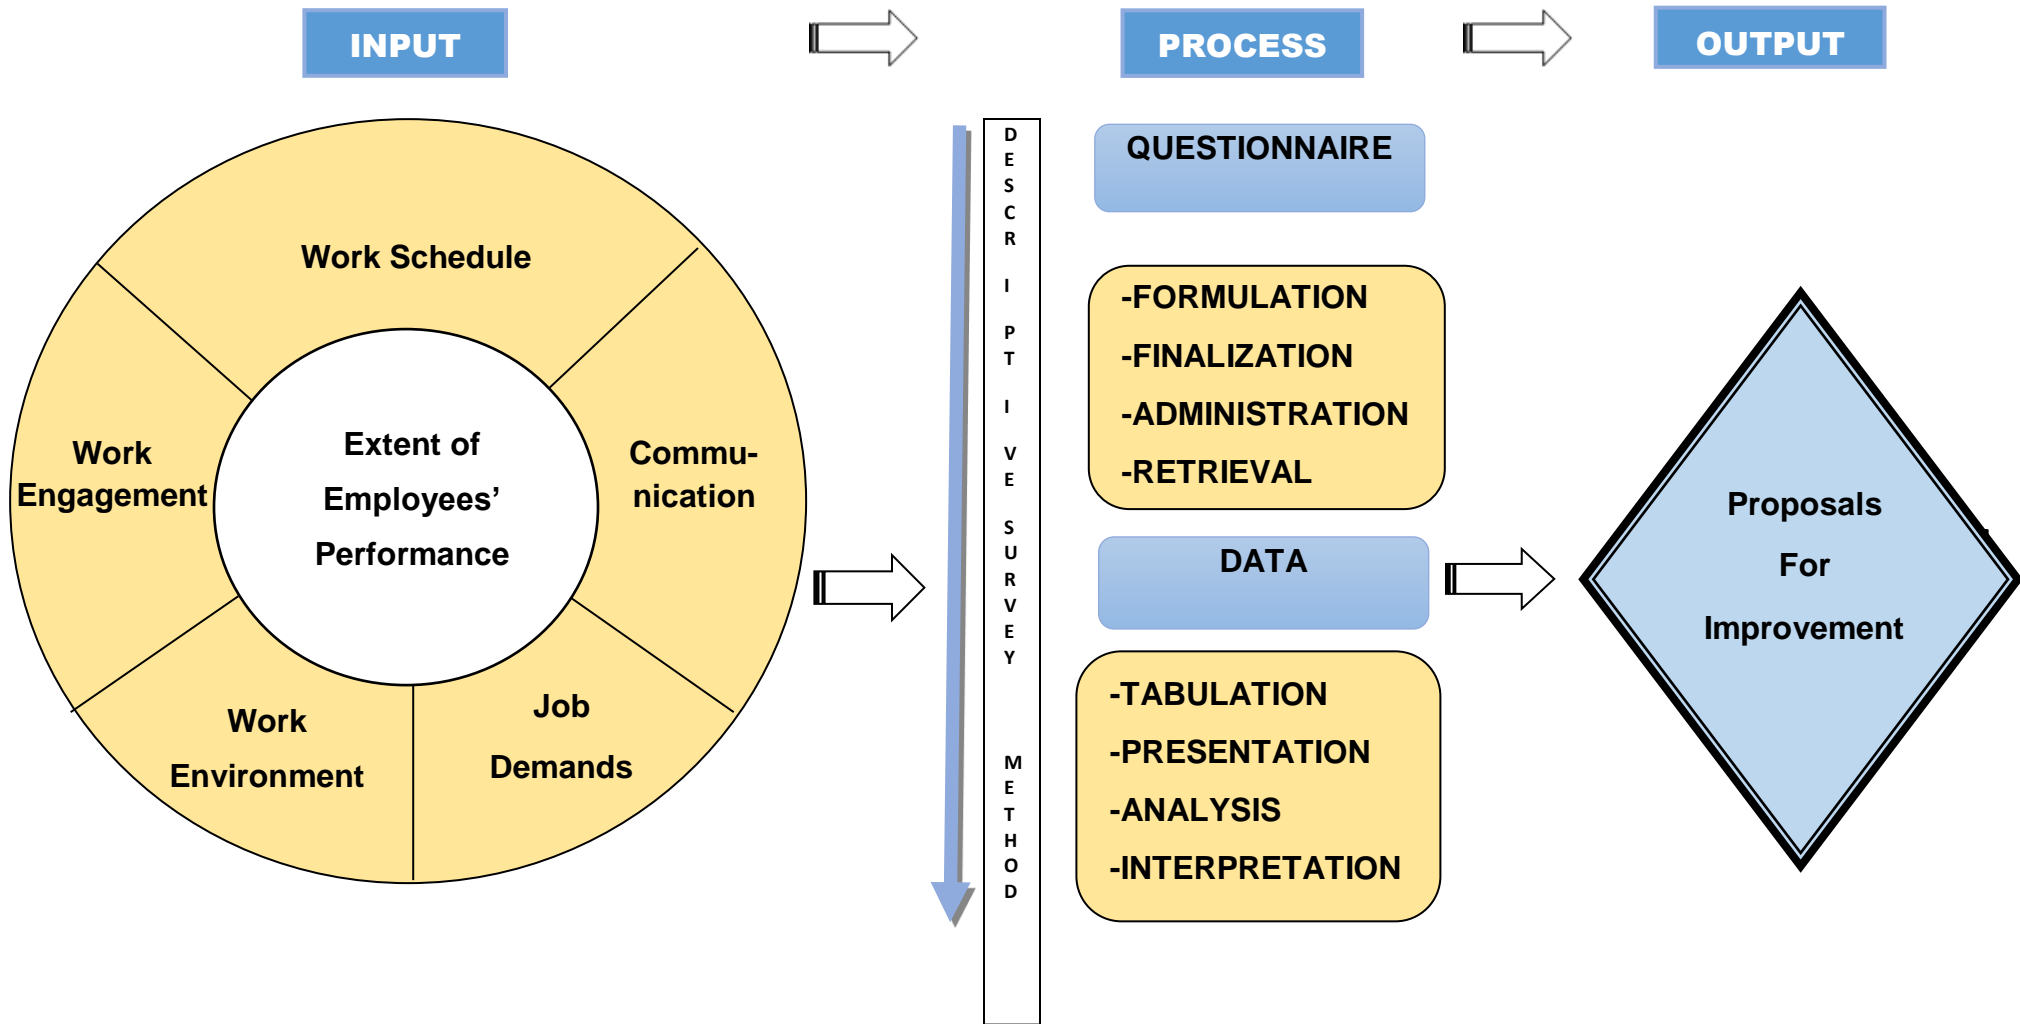 INPUT
PROCESS
OUTPUT
Work Schedule
Work
Engagement
Extent of
Employees’
Performance
Commu-
nication
Work
Environment
Job
Demands
D
E
S
C
R
I
P
T
I
V
E
S
U
R
V
E
Y
M
E
T
H
O
D
QUESTIONNAIRE
-FORMULATION
-FINALIZATION
-ADMINISTRATION
-RETRIEVAL
DATA
-TABULATION
-PRESENTATION
-ANALYSIS
-INTERPRETATION
Proposals
For
Improvement